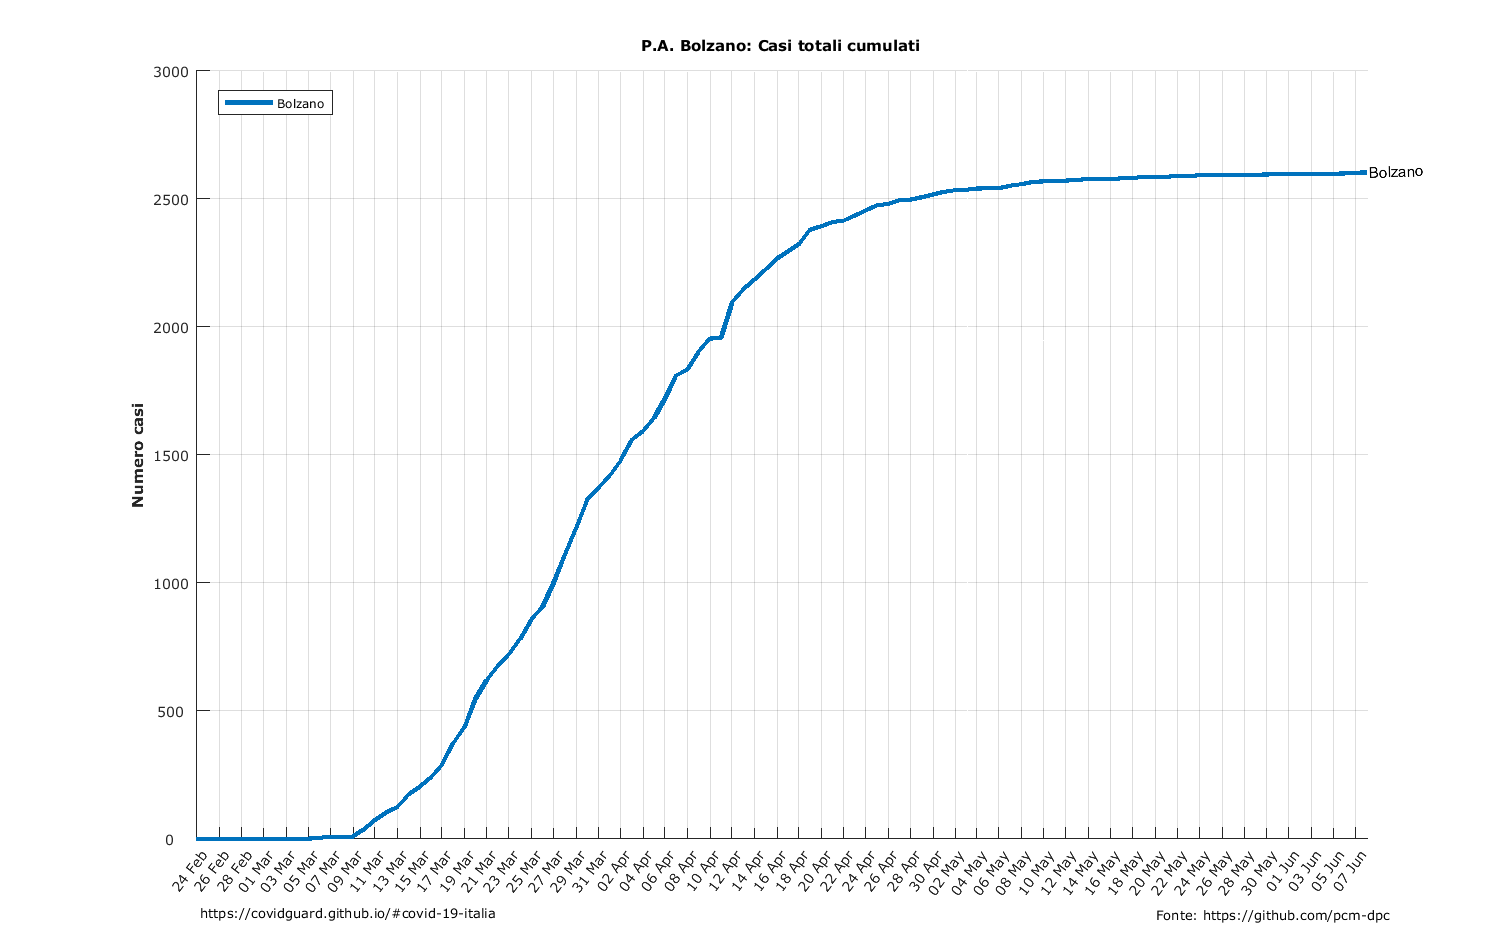 P.A. Bolzano: Casi totali cumulati
3000
2500
2000
1500
1000
500
0
Numero casi
Bolzano
Bolzano
24 Feb
26 Feb
28 Feb
01 Mar
03 Mar
05 Mar
07 Mar
09 Mar
11 Mar
13 Mar
15 Mar
17 Mar
19 Mar
21 Mar
23 Mar
25 Mar
27 Mar
29 Mar
31 Mar
02 Apr
04 Apr
06 Apr
08 Apr
10 Apr
12 Apr
14 Apr
16 Apr
18 Apr
20 Apr
22 Apr
24 Apr
26 Apr
28 Apr
30 Apr
02 May
04 May
06 May
08 May
10 May
12 May
14 May
16 May
18 May
20 May
22 May
24 May
26 May
28 May
30 May
01 Jun
03 Jun
05 Jun
07 Jun
https://covidguard.github.io/#covid-19-italia
Fonte: https://github.com/pcm-dpc